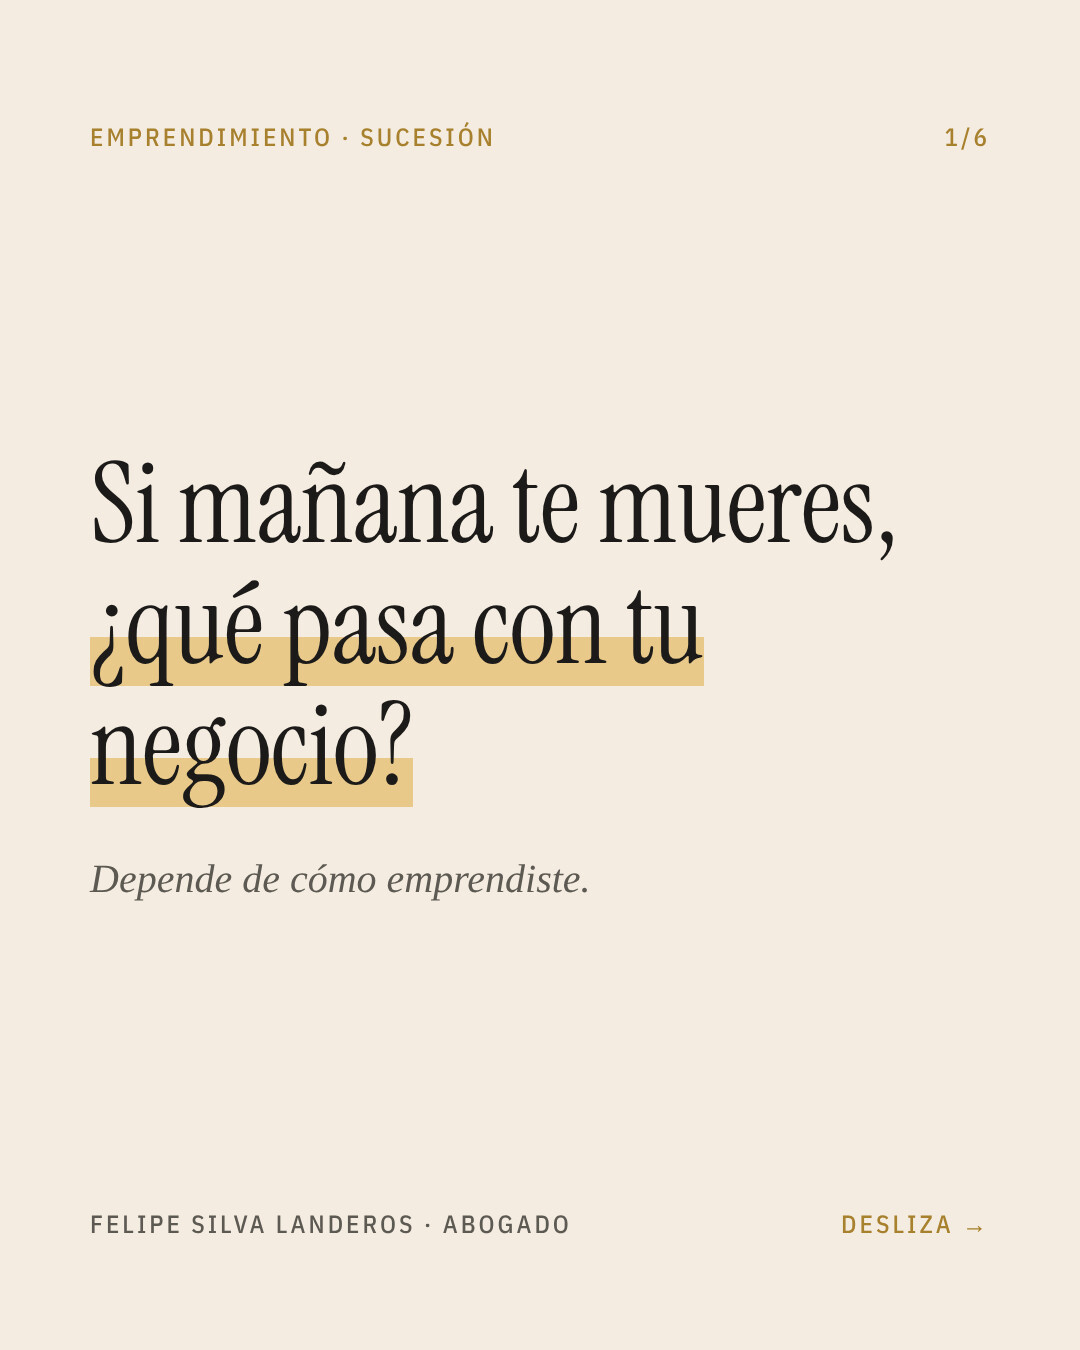 EMPRENDIMIENTO · SUCESIÓN 1/6
Si mañana te mueres,
¿qué pasa con tu
negocio?
Depende de cómo emprendiste.
FELIPE SILVA LANDEROS · ABOGADO DESLIZA →